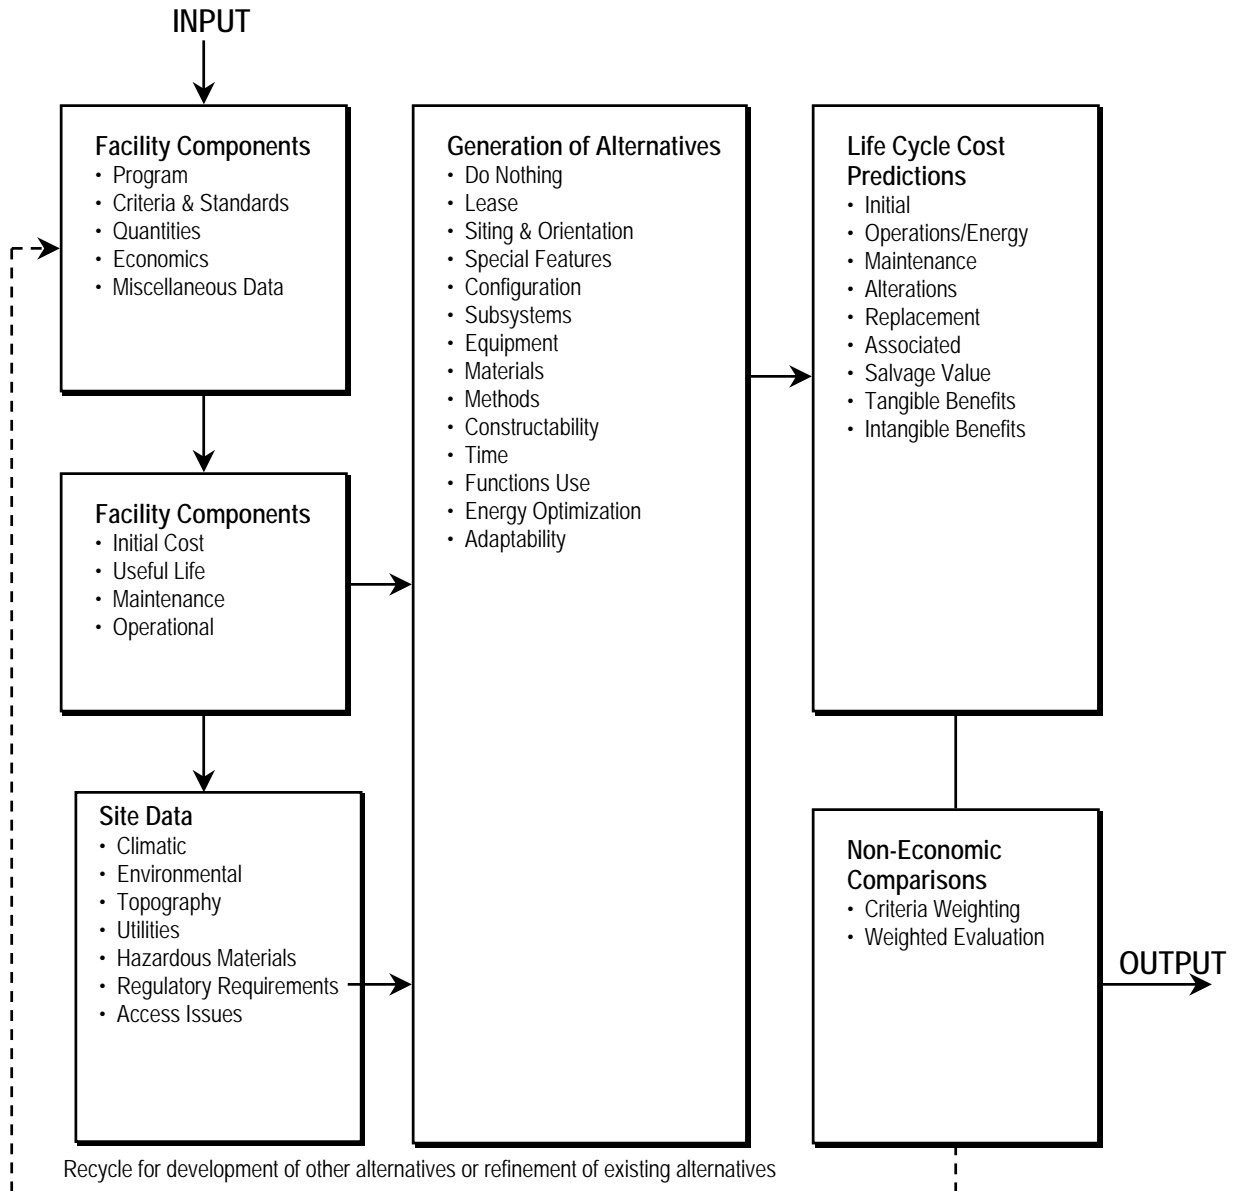 INPUT
Facility Components
• Program
• Criteria & Standards
• Quantities
• Economics
• Miscellaneous Data
Facility Components
• Initial Cost
• Useful Life
• Maintenance
• Operational
Site Data
• Climatic
• Environmental
• Topography
• Utilities
• Hazardous Materials
• Regulatory Requirements
• Access Issues
Generation of Alternatives
• Do Nothing
• Lease
• Siting & Orientation
• Special Features
• Configuration
• Subsystems
• Equipment
• Materials
• Methods
• Constructability
• Time
• Functions Use
• Energy Optimization
• Adaptability
Life Cycle Cost
Predictions
• Initial
• Operations/Energy
• Maintenance
• Alterations
• Replacement
• Associated
• Salvage Value
• Tangible Benefits
• Intangible Benefits
Non-Economic
Comparisons
• Criteria Weighting
• Weighted Evaluation
OUTPUT
Recycle for development of other alternatives or refinement of existing alternatives